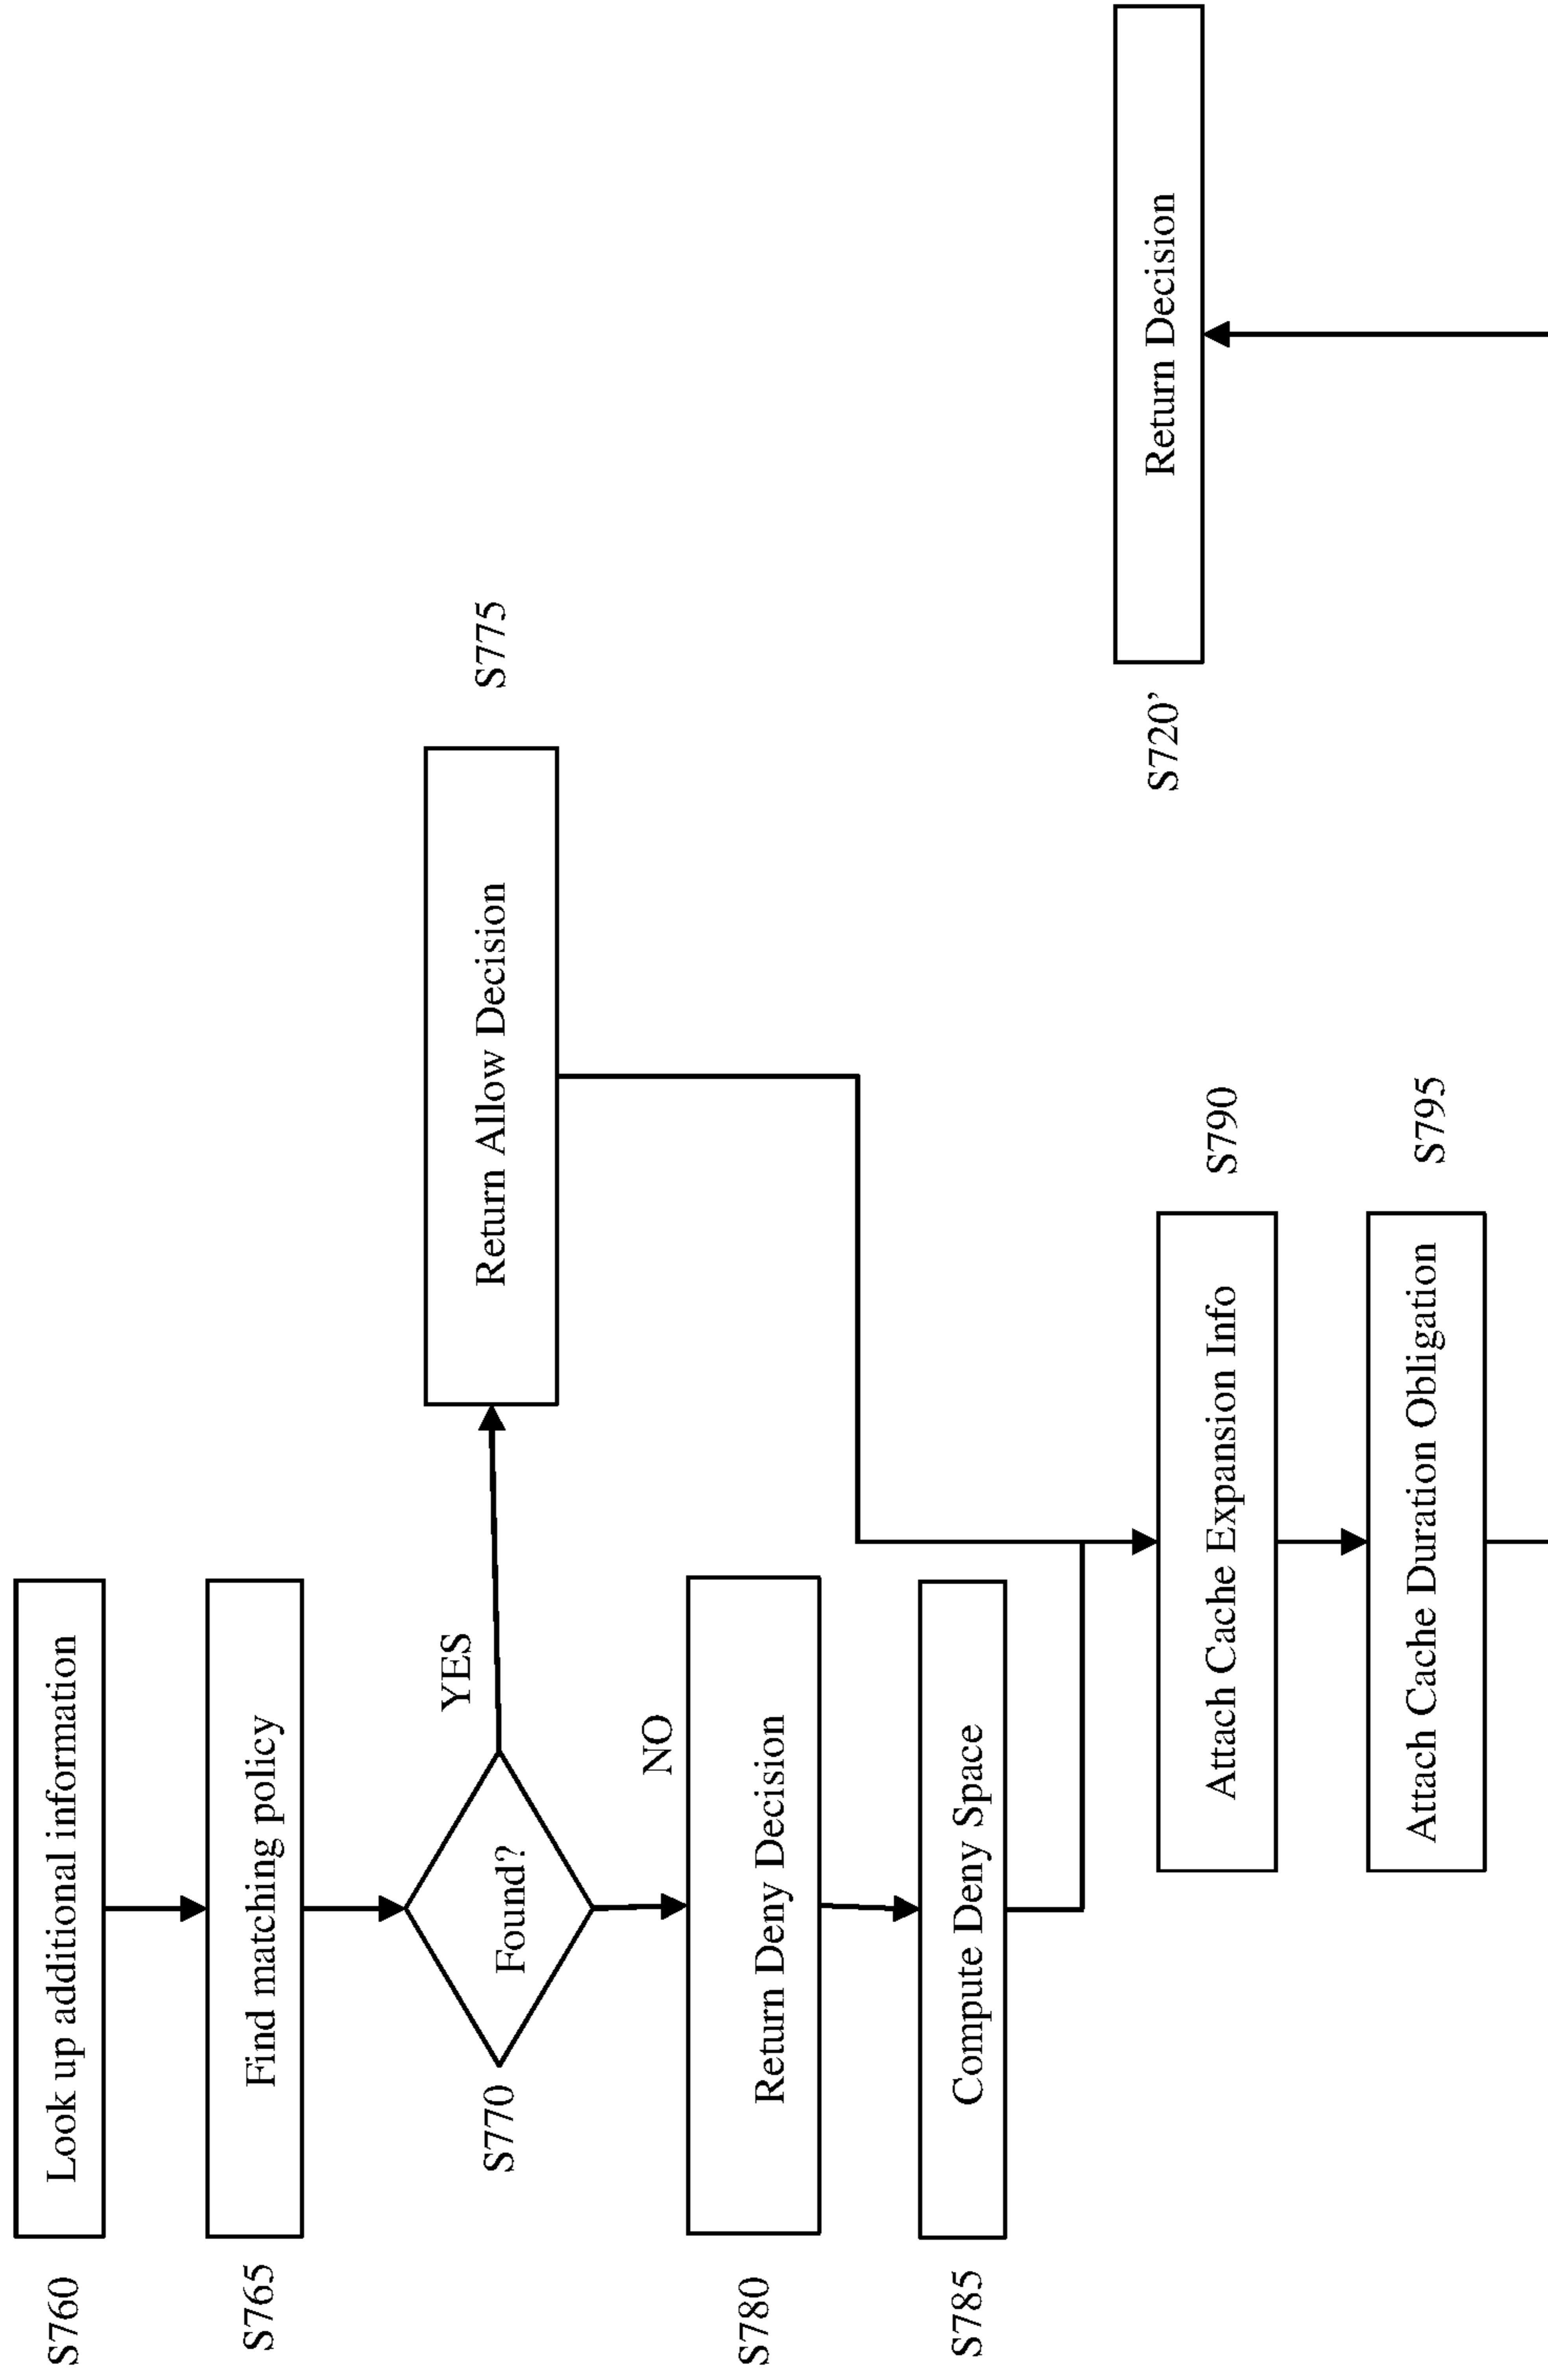 S760
Look up additional information
S765
Find matching policy
S770
Found?
YES
Return Allow Decision
S775
NO
S780
Return Deny Decision
S785
Compute Deny Space
Attach Cache Expansion Info
S790
Attach Cache Duration Obligation
S795
S720’
Return Decision